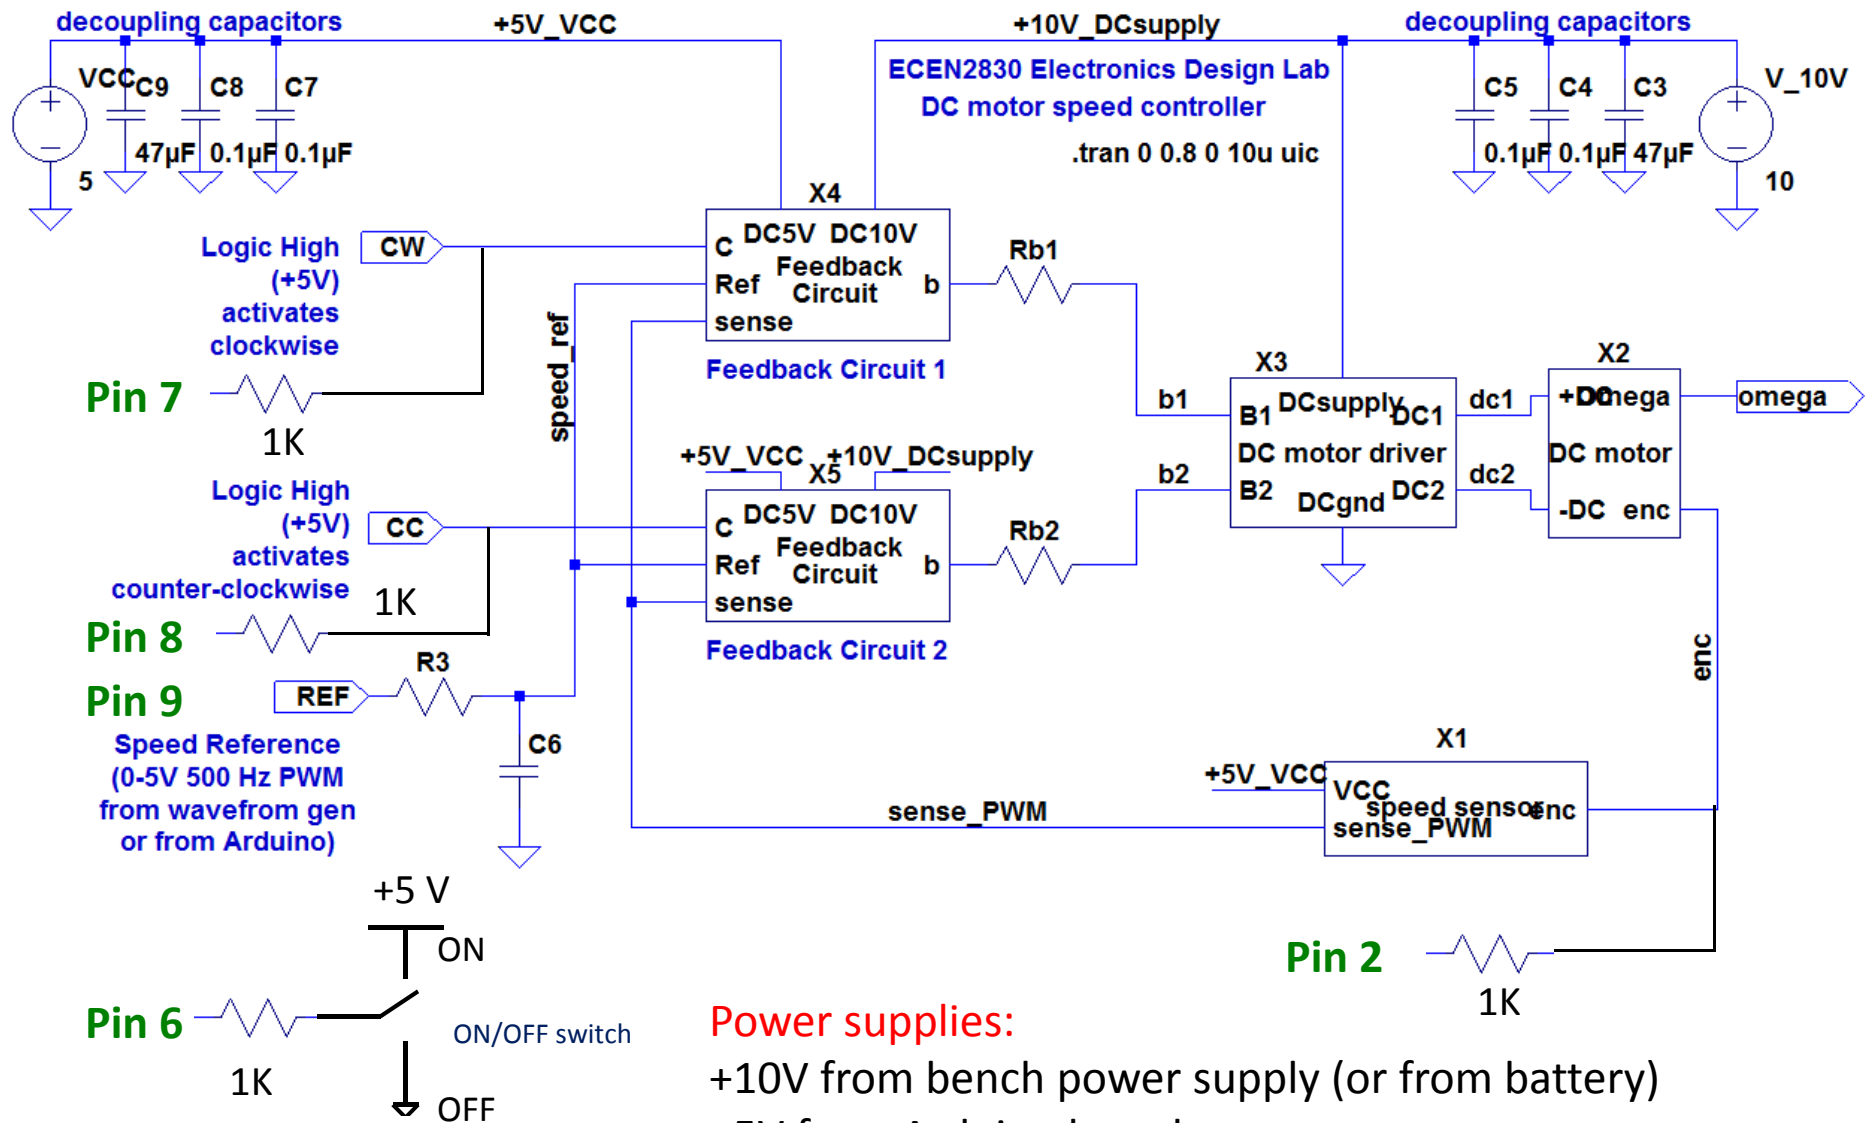 decoupling capacitors
+5V_VCC
+10V_DCsupply
decoupling capacitors
VCC
C9
C8
C7
47µF
0.1µF
0.1µF
5
ECEN2830 Electronics Design Lab
DC motor speed controller
.tran 0 0.8 0 10u uic
C5
C4
C3
V_10V
0.1µF
0.1µF
47µF
10
X4
Logic High
(+5V)
activates
clockwise
CW
C
DC5V
DC10V
Ref
Feedback
Circuit
b
sense
Feedback Circuit 1
Rb1
Pin 7
1K
speed_ref
X3
X2
b1
B1
DCsupply
DC1
dc1
+DC
Omega
omega
DC motor driver
DC motor
b2
B2
DCgnd
DC2
dc2
-DC
enc
+5V_VCC
+10V_DCsupply
X5
Logic High
(+5V)
activates
counter-clockwise
CC
C
DC5V
DC10V
Ref
Feedback
Circuit
b
sense
Feedback Circuit 2
Rb2
1K
Pin 8
R3
Pin 9
REF
enc
Speed Reference
(0-5V 500 Hz PWM
from wavefrom gen
or from Arduino)
C6
X1
+5V_VCC
VCC
speed sensor
enc
sense_PWM
sense_PWM
+5 V
ON
Pin 6
ON/OFF switch
1K
OFF
Pin 2
1K
Power supplies:
+10V from bench power supply (or from battery)